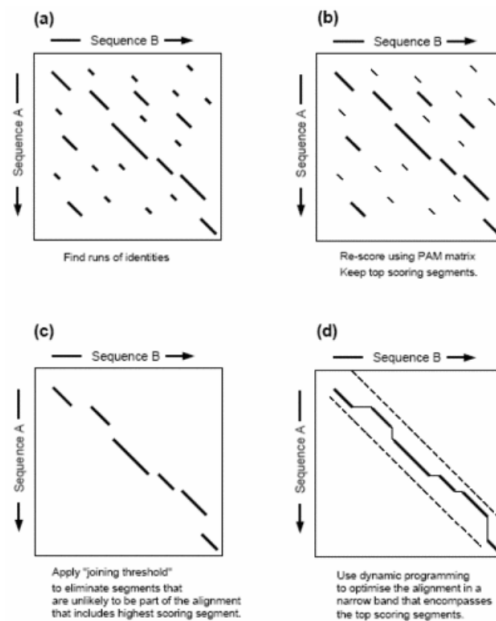 (a)
Sequence B
Sequence A
Find runs of identities
(b)
Sequence B
Sequence A
Re-score using PAM matrix
Keep top scoring segments.
(c)
Sequence B
Sequence A
Apply "joining threshold"
to eliminate segments that
are unlikely to be part of the alignment
that includes highest scoring segment.
(d)
Sequence B
Sequence A
Use dynamic programming
to optimise the alignment in a
narrow band that encompasses
the top scoring segments.